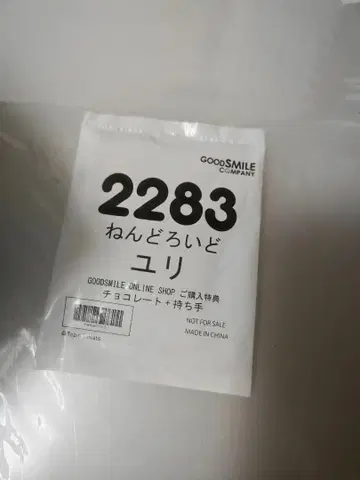 GOODSMILE
COMPANY
2283
ねんどろいど
ユリ
GOODSMILE ONLINE SHOP ご購入特典
チョコレート+持ち手
NOT FOR SALE
MADE IN CHINA